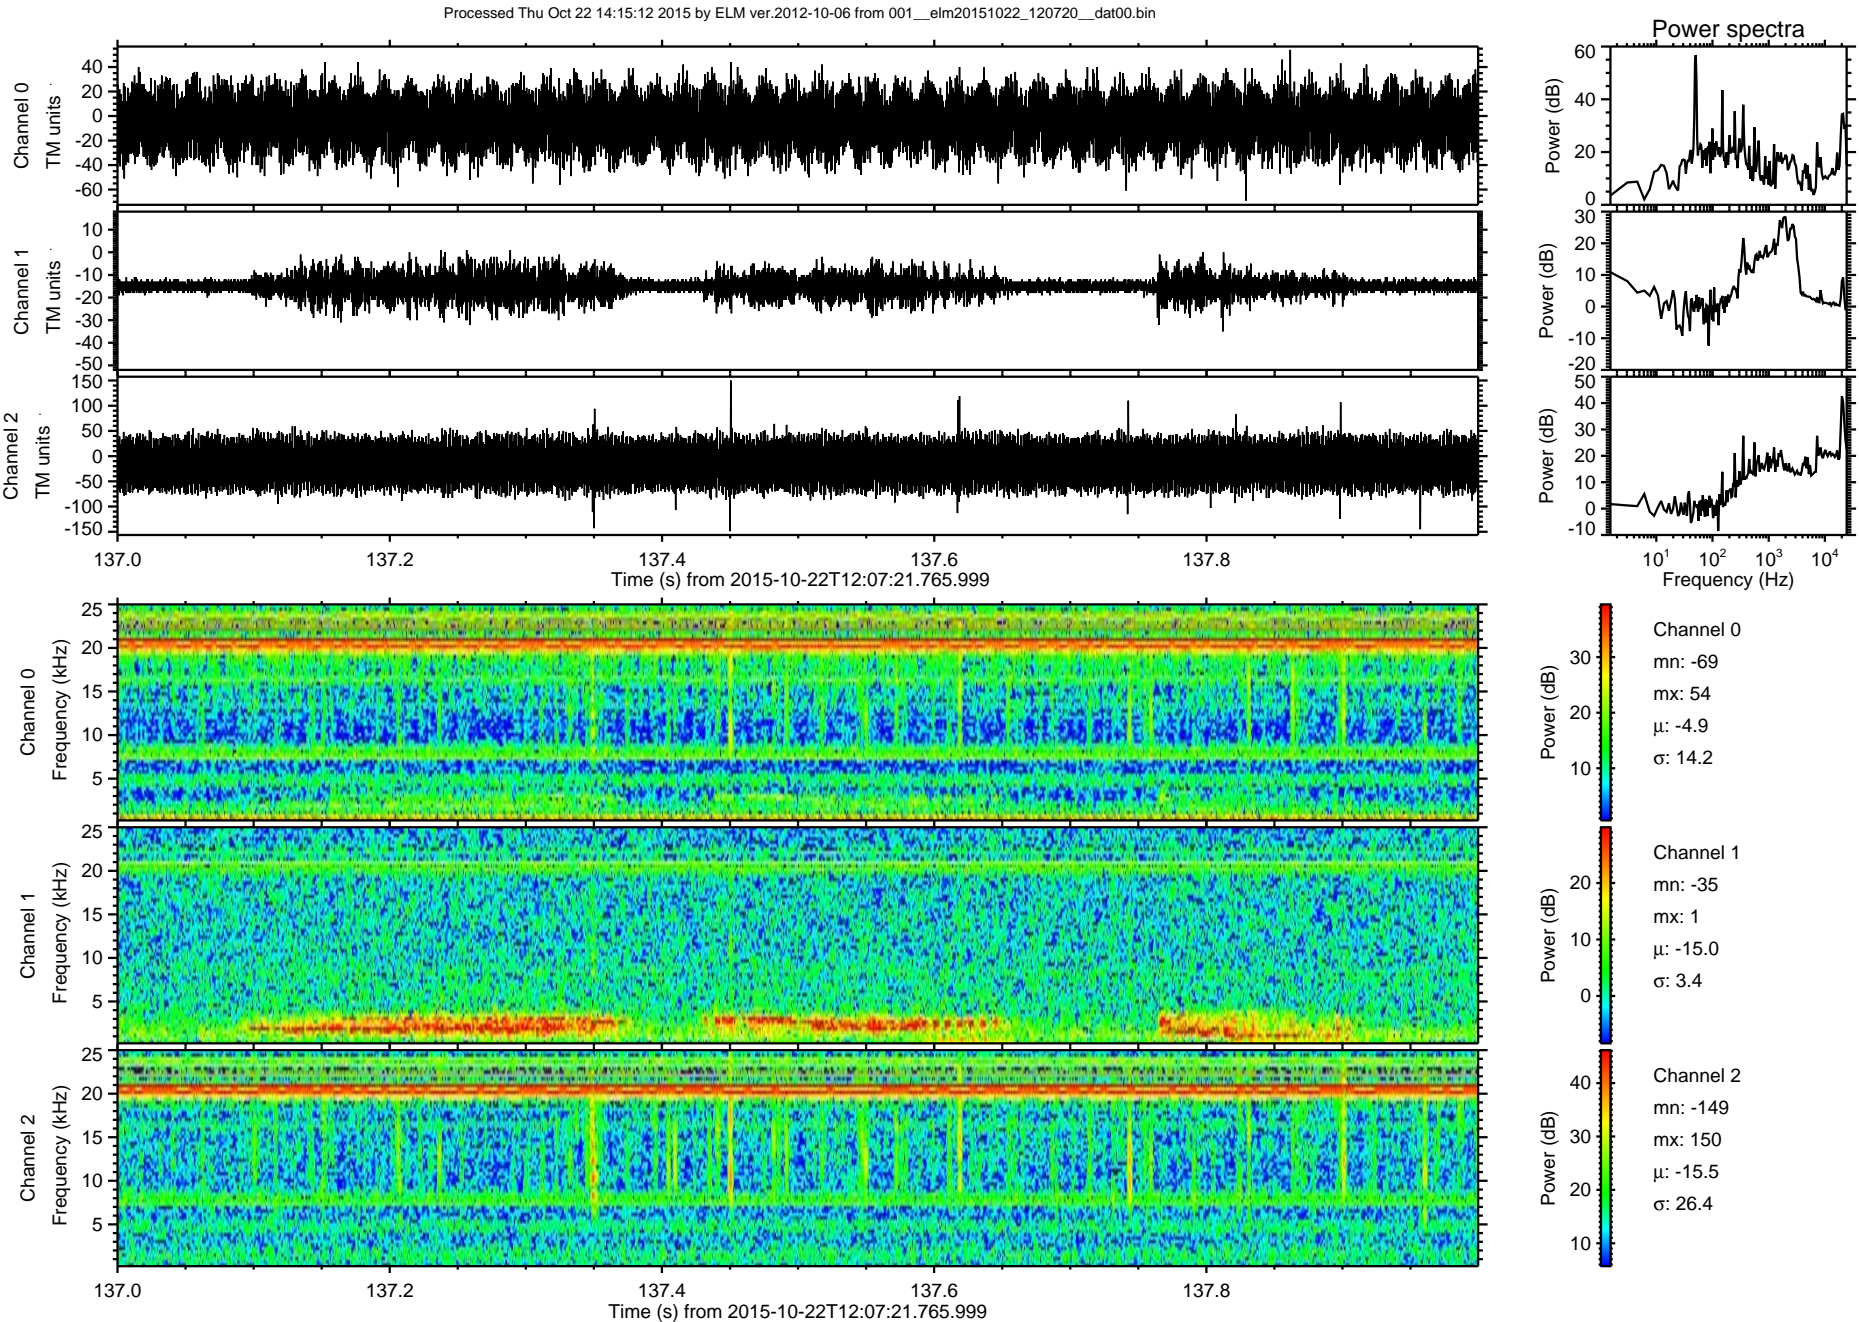 Processed Thu Oct 22 14:15:12 2015 by ELM ver.2012-10-06 from 001__elm20151022_120720__dat00.bin
Power spectra
Channel 0
TM units
40
20
0
-20
-40
-60
Power (dB)
60
40
20
0
Channel 1
TM units
10
0
-10
-20
-30
-40
-50
Power (dB)
30
20
10
0
-10
-20
Channel 2
TM units
150
100
50
0
-50
-100
-150
Power (dB)
50
40
30
20
10
0
-10
137.0 137.2 137.4 137.6 137.8
Time (s) from 2015-10-22T12:07:21.765.999
10¹ 10² 10³ 10⁴
Frequency (Hz)
Channel 0
Frequency (kHz)
25
20
15
10
5
Power (dB)
30
20
10
Channel 0
mn: -69
mx: 54
µ: -4.9
σ: 14.2
Channel 1
Frequency (kHz)
25
20
15
10
5
Power (dB)
20
10
0
Channel 1
mn: -35
mx: 1
µ: -15.0
σ: 3.4
Channel 2
Frequency (kHz)
25
20
15
10
5
Power (dB)
40
30
20
10
Channel 2
mn: -149
mx: 150
µ: -15.5
σ: 26.4
137.0 137.2 137.4 137.6 137.8
Time (s) from 2015-10-22T12:07:21.765.999